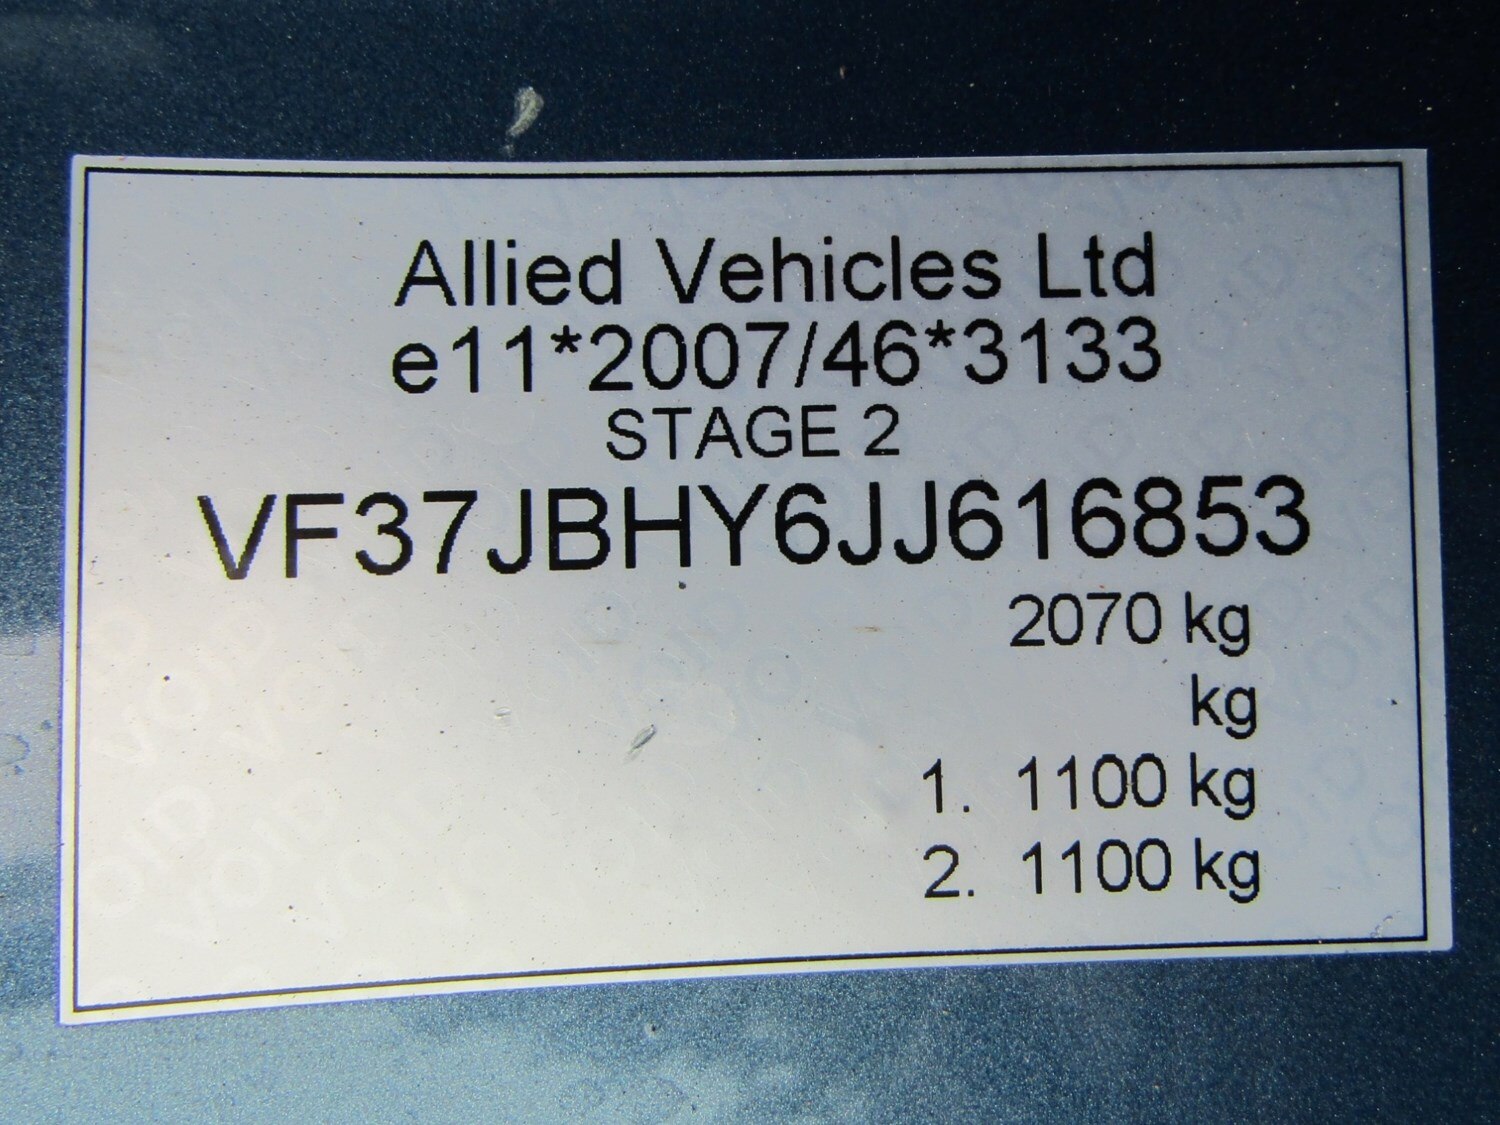 Allied Vehicles Ltd
e11*2007/46*3133
STAGE 2
VF37JBHY6JJ616853
2070 kg
kg
1. 1100 kg
2. 1100 kg